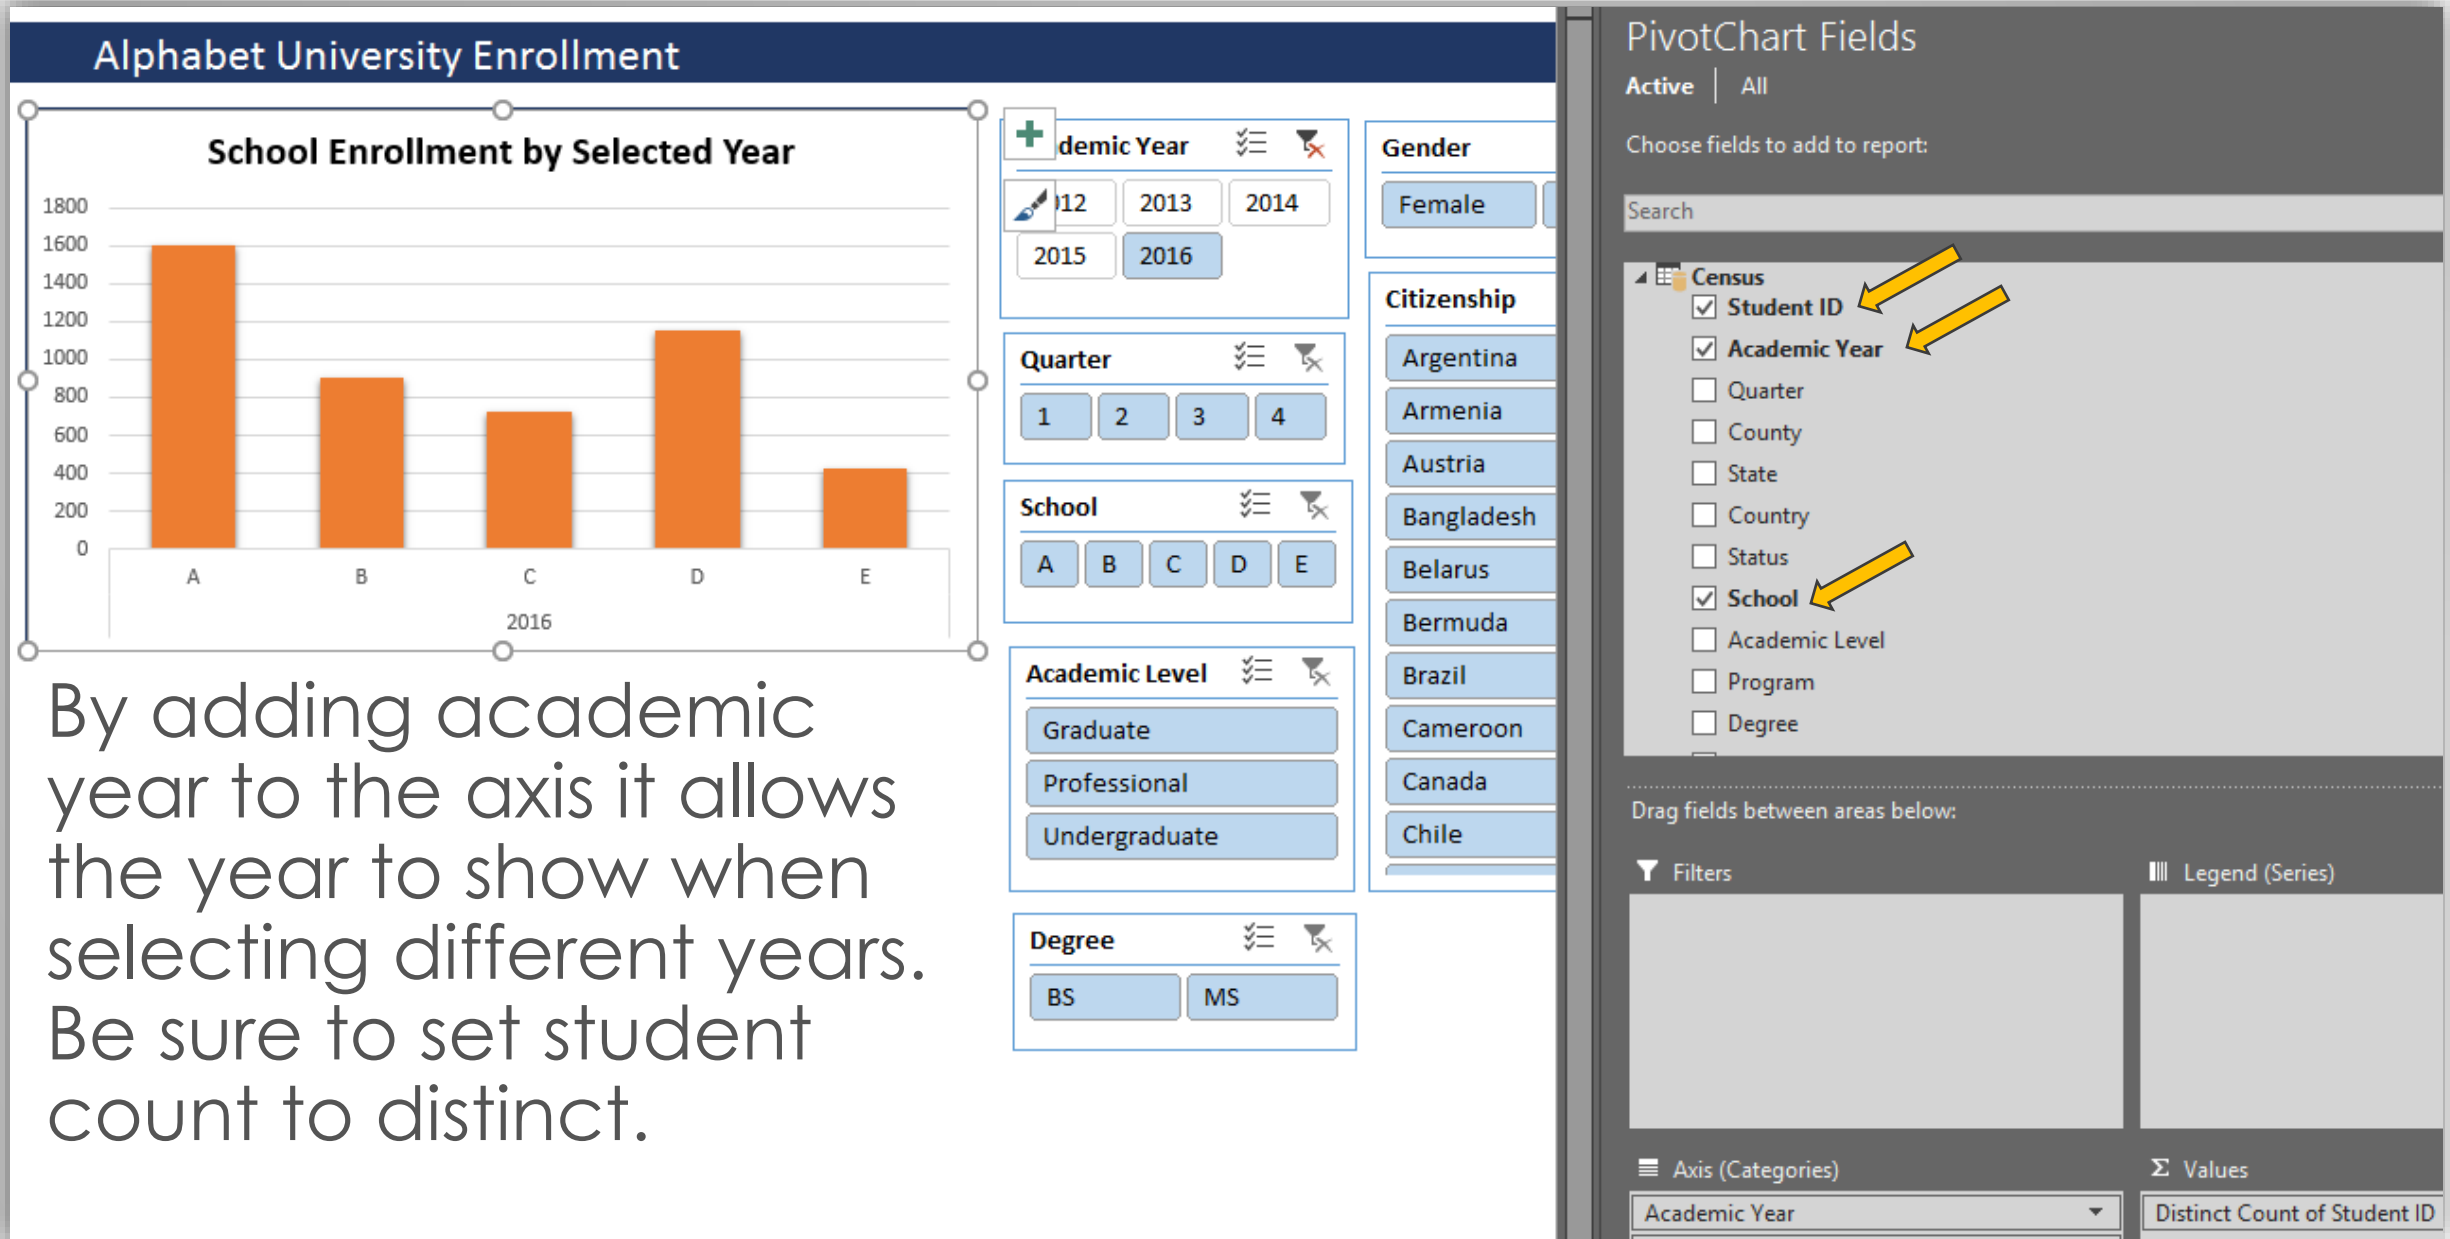 Alphabet University Enrollment
School Enrollment by Selected Year
1800
1600
1400
1200
1000
800
600
400
200
0
A B C D E
2016
By adding academic
year to the axis it allows
the year to show when
selecting different years.
Be sure to set student
count to distinct.
demic Year
12 2013 2014
2015 2016
Quarter
1 2 3 4
School
A B C D E
Academic Level
Graduate
Professional
Undergraduate
Degree
BS MS
Gender
Female
Citizenship
Argentina
Armenia
Austria
Bangladesh
Belarus
Bermuda
Brazil
Cameroon
Canada
Chile
PivotChart Fields
Active All
Choose fields to add to report:
Search
Census
Student ID
Academic Year
Quarter
County
State
Country
Status
School
Academic Level
Program
Degree
Drag fields between areas below:
Filters
Legend (Series)
Axis (Categories)
Academic Year
Σ Values
Distinct Count of Student ID